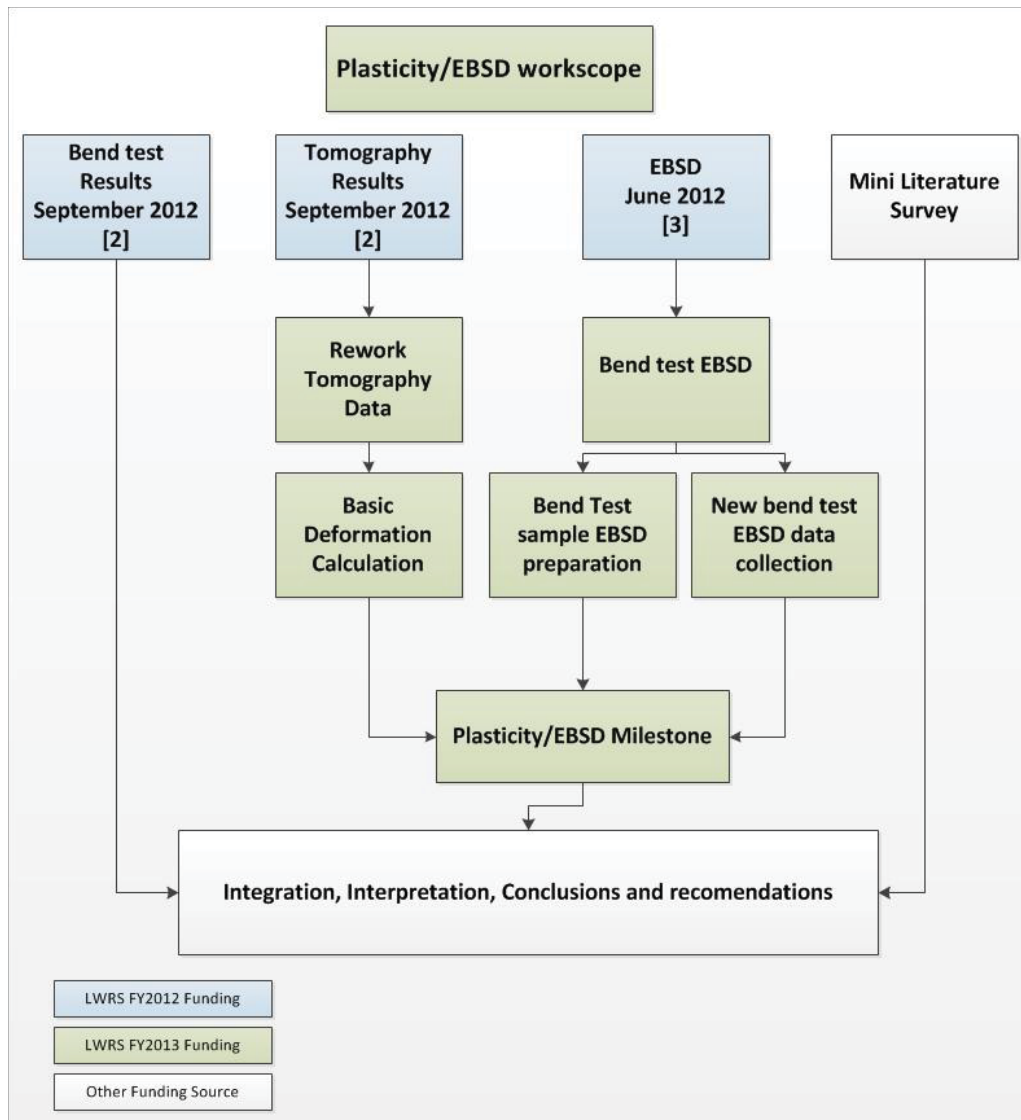 Plasticity/EBSD workscope
Bend test
Results
September 2012
[2]
Tomography
Results
September 2012
[2]
EBSD
June 2012
[3]
Mini Literature
Survey
Rework
Tomography
Data
Bend test EBSD
Basic
Deformation
Calculation
Bend Test
sample EBSD
preparation
New bend test
EBSD data
collection
Plasticity/EBSD Milestone
Integration, Interpretation, Conclusions and recomendations
LWRS FY2012 Funding
LWRS FY2013 Funding
Other Funding Source